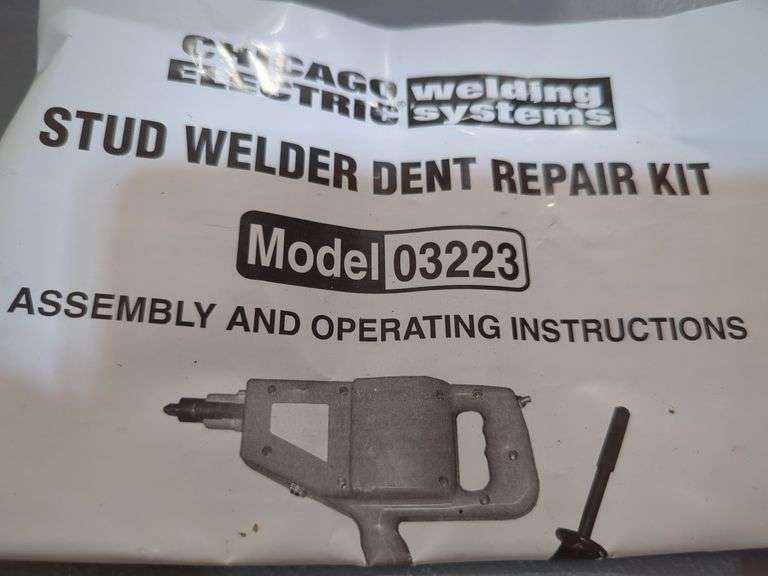 CHICAGO
ELECTRIC® welding
systems
STUD WELDER DENT REPAIR KIT
Model 03223
ASSEMBLY AND OPERATING INSTRUCTIONS